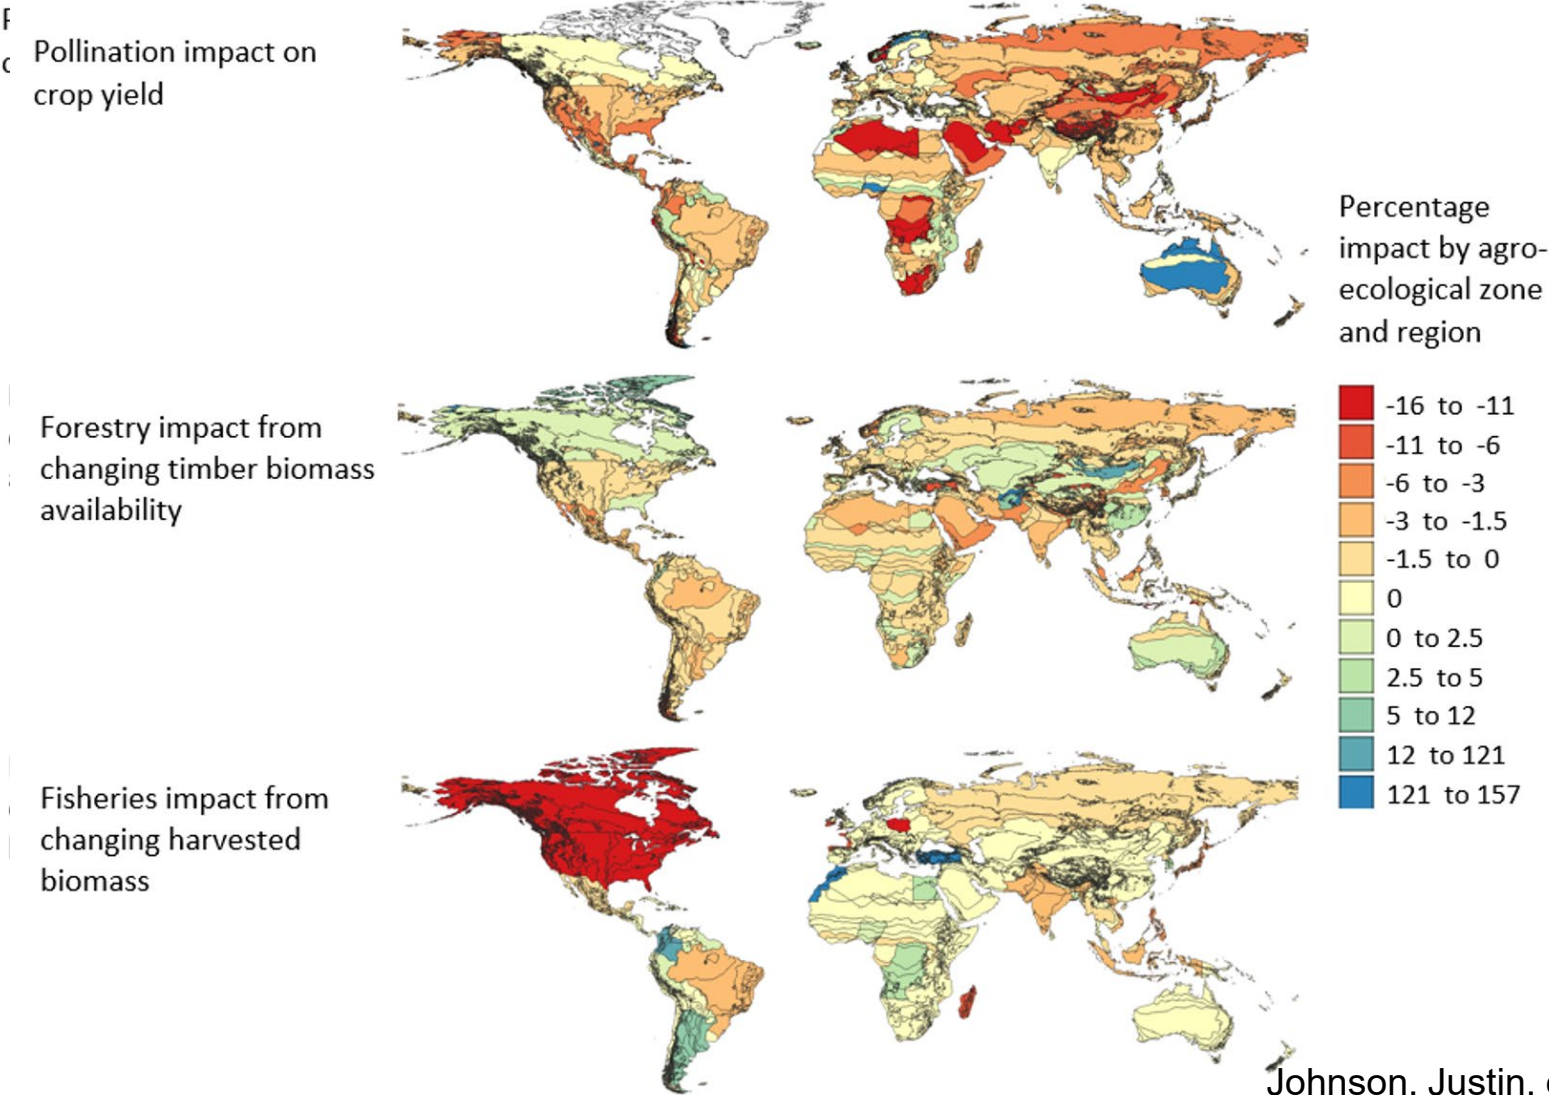 Pollination impact on
crop yield
Percentage
impact by agro-
ecological zone
and region
-16 to -11
-11 to -6
-6 to -3
-3 to -1.5
-1.5 to 0
0
0 to 2.5
2.5 to 5
5 to 12
12 to 121
121 to 157
Forestry impact from
changing timber biomass
availability
Fisheries impact from
changing harvested
biomass
Johnson, Justin,